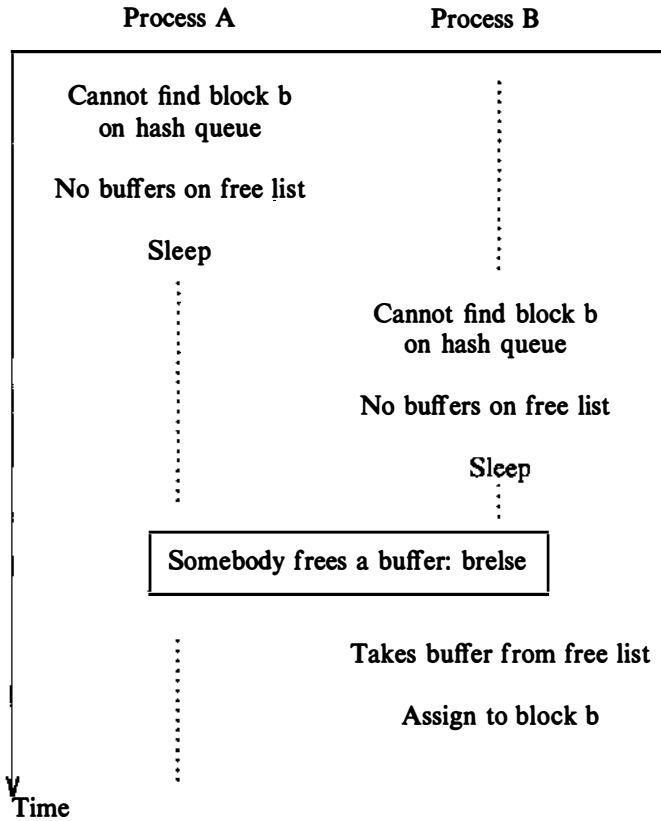 Process A
Process B
Cannot find block b
on hash queue
No buffers on free list
Sleep
Cannot find block b
on hash queue
No buffers on free list
Sleep
Somebody frees a buffer: brelse
Takes buffer from free list
Assign to block b
Time